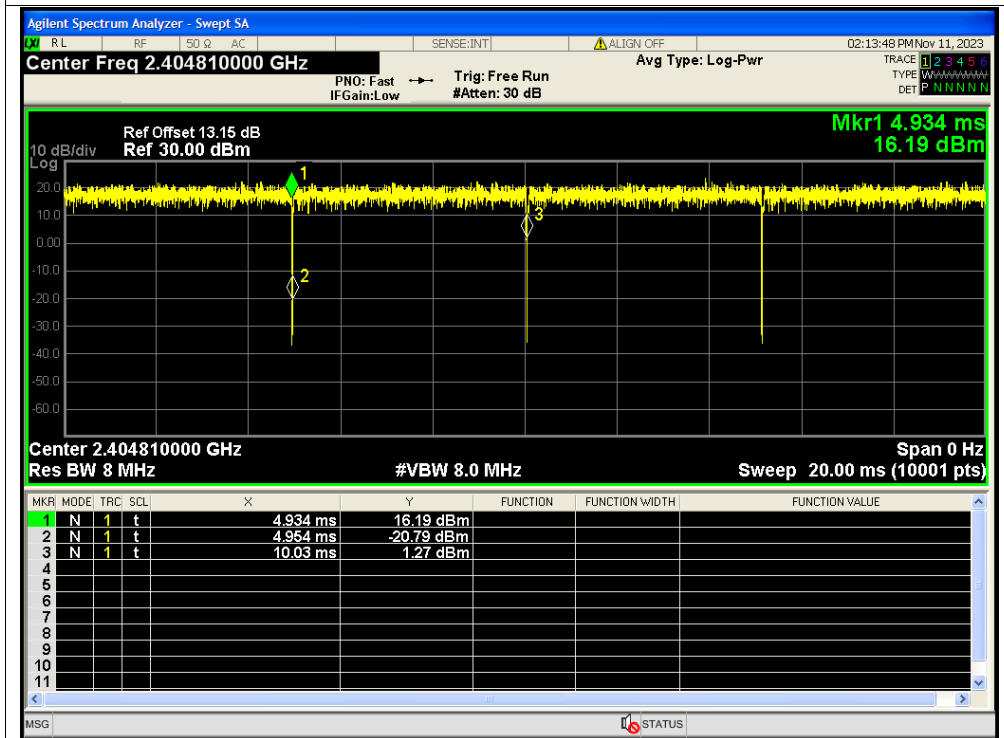 Agilent Spectrum Analyzer - Swept SA
LXI RL RF 50 Ω AC SENSE:INT ALIGN OFF 02:13:48 PM Nov 11, 2023
Center Freq 2.404810000 GHz Avg Type: Log-Pwr TRACE 1 2 3 4 5 6
PNO: Fast Trig: Free Run TYPE WWWWWW
IFGain:Low #Atten: 30 dB DET P N N N N N
Mkr1 4.934 ms
Ref Offset 13.15 dB
10 dB/div Ref 30.00 dBm 16.19 dBm
Log
1
20.0
10.0
3
0.00
-10.0
2
-20.0
-30.0
-40.0
-50.0
-60.0
Center 2.404810000 GHz Span 0 Hz
Res BW 8 MHz #VBW 8.0 MHz Sweep 20.00 ms (10001 pts)
MKR MODE TRC SCL X Y FUNCTION FUNCTION WIDTH FUNCTION VALUE
1 N 1 t 4.934 ms 16.19 dBm
2 N 1 t 4.954 ms -20.79 dBm
3 N 1 t 10.03 ms 1.27 dBm
4
5
6
7
8
9
10
11
MSG STATUS